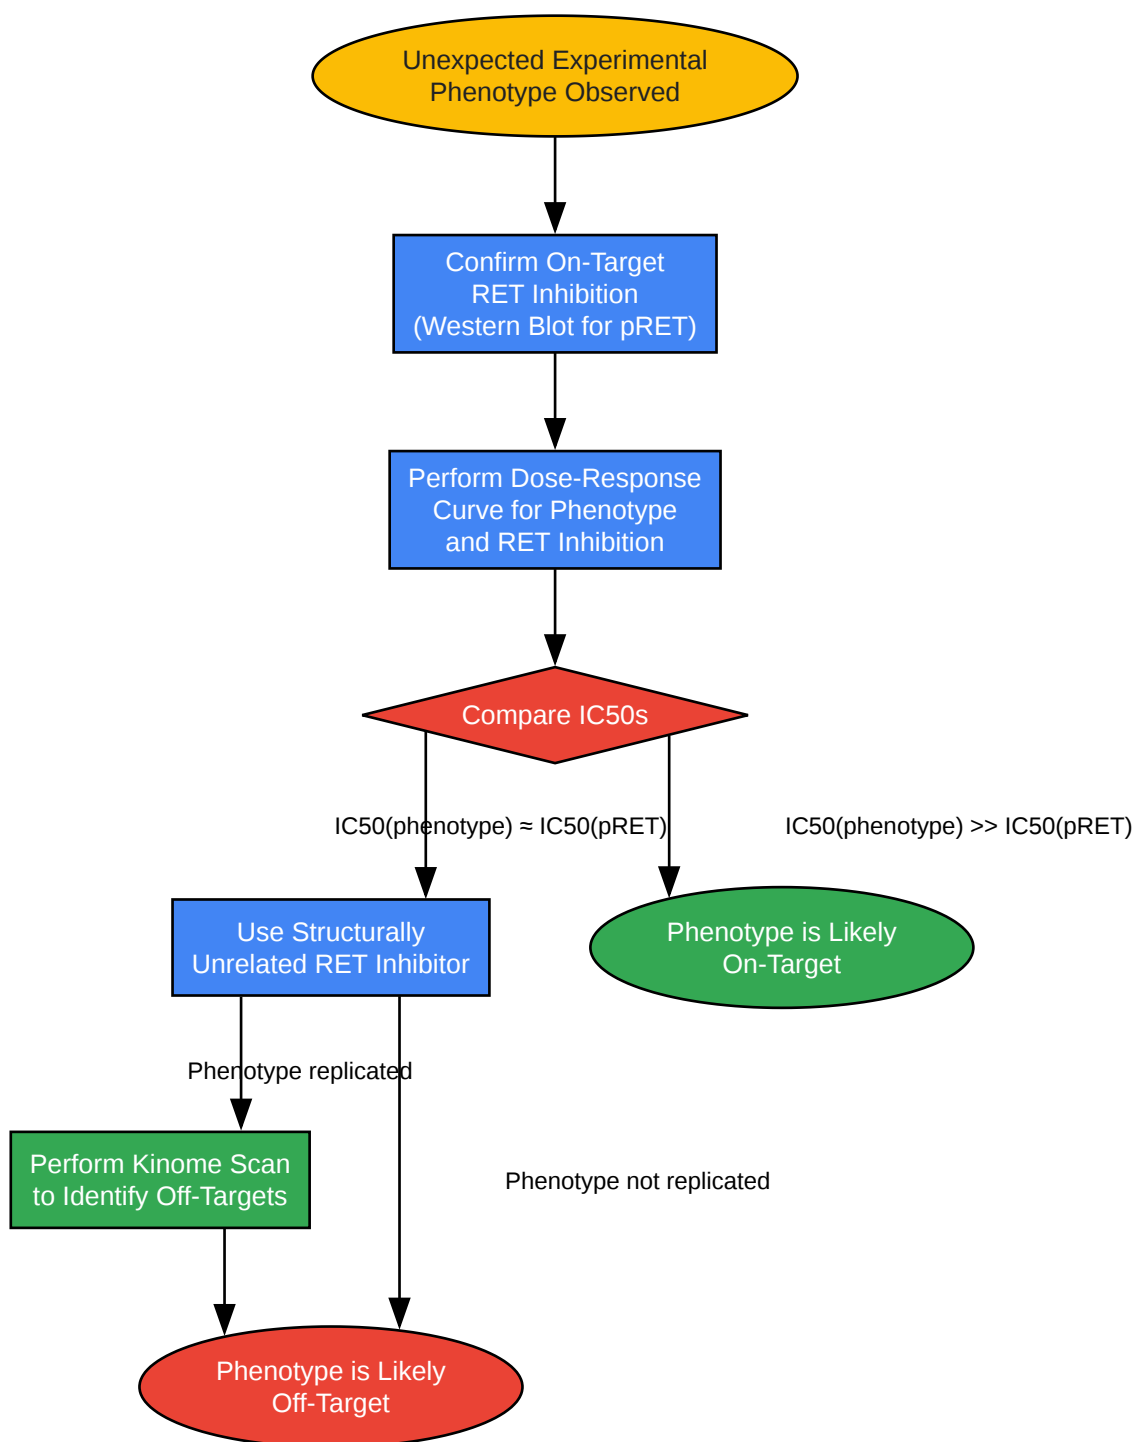 Unexpected Experimental
Phenotype Observed
Confirm On-Target
RET Inhibition
(Western Blot for pRET)
Perform Dose-Response
Curve for Phenotype
and RET Inhibition
Compare IC50s
IC50(phenotype) ≈ IC50(pRET)
IC50(phenotype) >> IC50(pRET)
Use Structurally
Unrelated RET Inhibitor
Phenotype is Likely
On-Target
Phenotype replicated
Perform Kinome Scan
to Identify Off-Targets
Phenotype not replicated
Phenotype is Likely
Off-Target